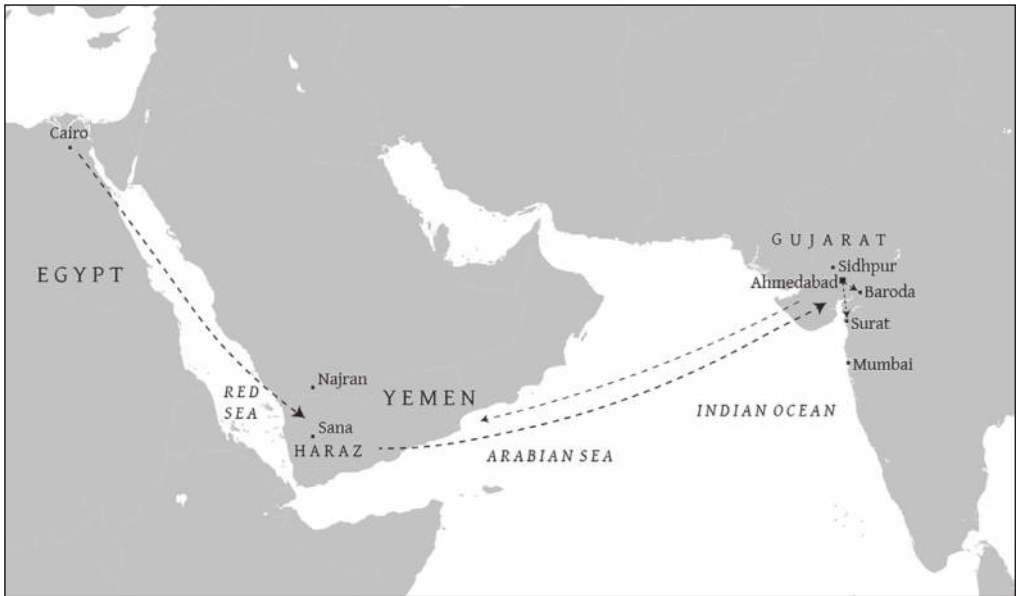 Cairo
GUJARAT
Sidhpur
EGYPT
Ahmedabad
Baroda
Surat
Mumbai
Najran
RED
SEA
YEMEN
INDIAN OCEAN
Sana
HARAZ
ARABIAN SEA